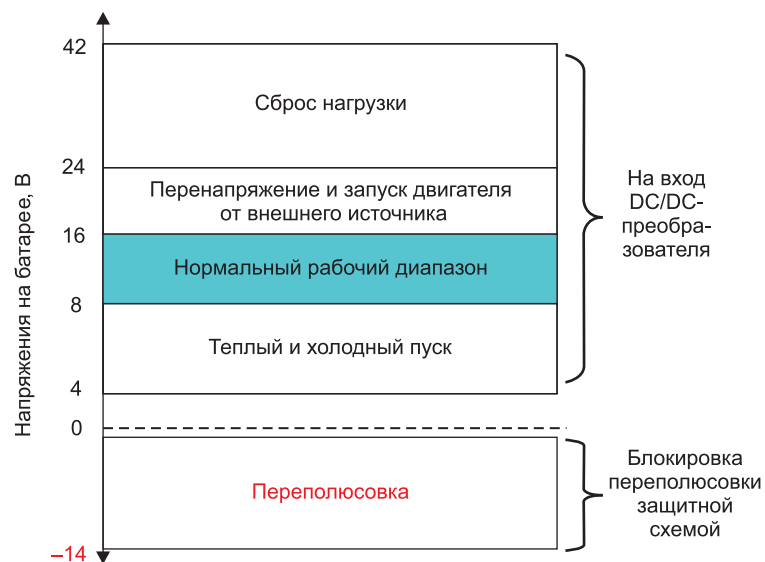 Напряжения на батарее, В
42
Сброс нагрузки
24
Перенапряжение и запуск двигателя
от внешнего источника
16
Нормальный рабочий диапазон
8
Теплый и холодный пуск
4
0
Переполюсовка
–14
На вход
DC/DC-
преобра-
зователя
Блокировка
переполюсовки
защитной
схемой